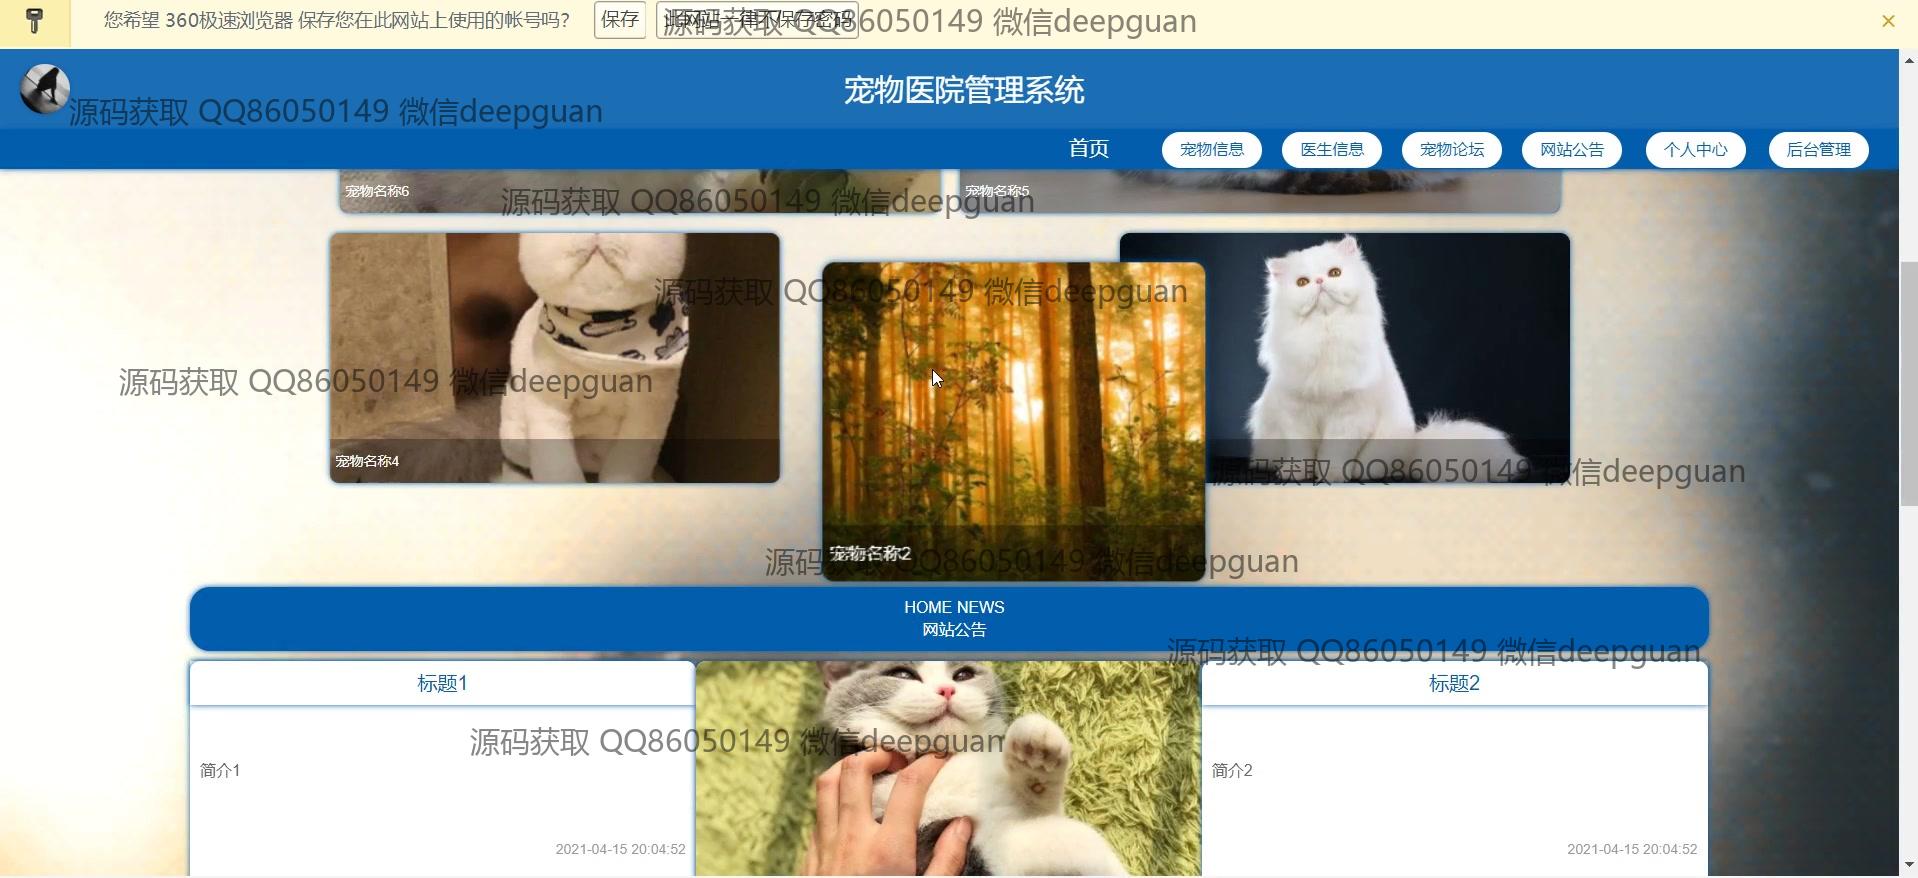 您希望 360极速浏览器 保存您在此网站上使用的帐号吗?
保存
此网站一律不保存密码
源码获取 QQ86050149 微信deepguan
宠物医院管理系统
源码获取 QQ86050149 微信deepguan
首页
宠物信息
医生信息
宠物论坛
网站公告
个人中心
后台管理
宠物名称6
宠物名称5
源码获取 QQ86050149 微信deepguan
源码获取 QQ86050149 微信deepguan
源码获取 QQ86050149 微信deepguan
宠物名称4
源码获取 QQ86050149 微信deepguan
宠物名称2
源码获取 QQ86050149 微信deepguan
HOME NEWS
网站公告
源码获取 QQ86050149 微信deepguan
标题1
标题2
源码获取 QQ86050149 微信deepguan
简介1
简介2
2021-04-15 20:04:52
2021-04-15 20:04:52